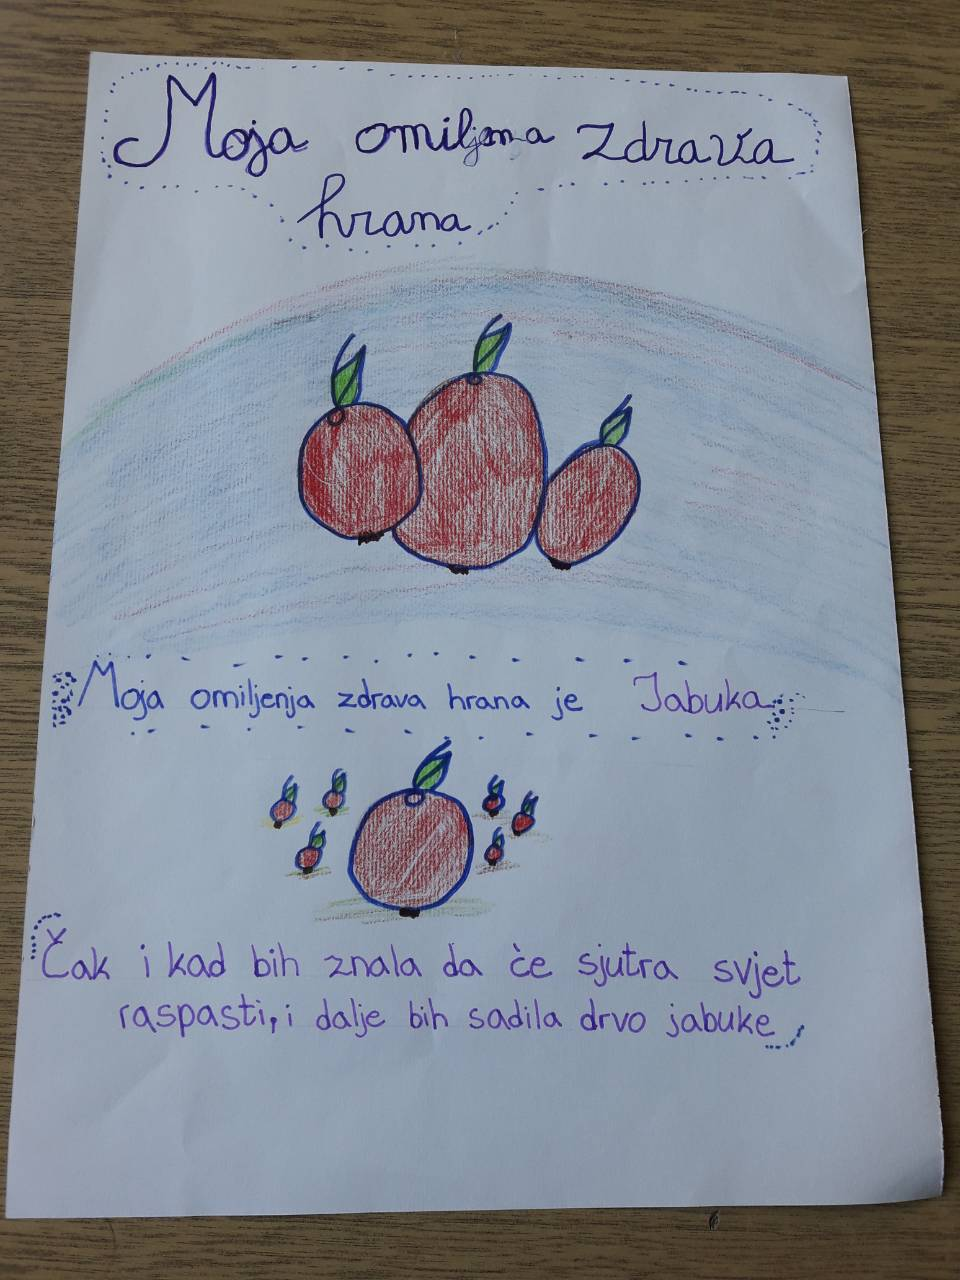 Moja omiljena zdrava
hrana
Moja omiljenja zdrava hrana je Jabuka
Čak i kad bih znala da će sjutra svjet
raspasti, i dalje bih sadila drvo jabuke